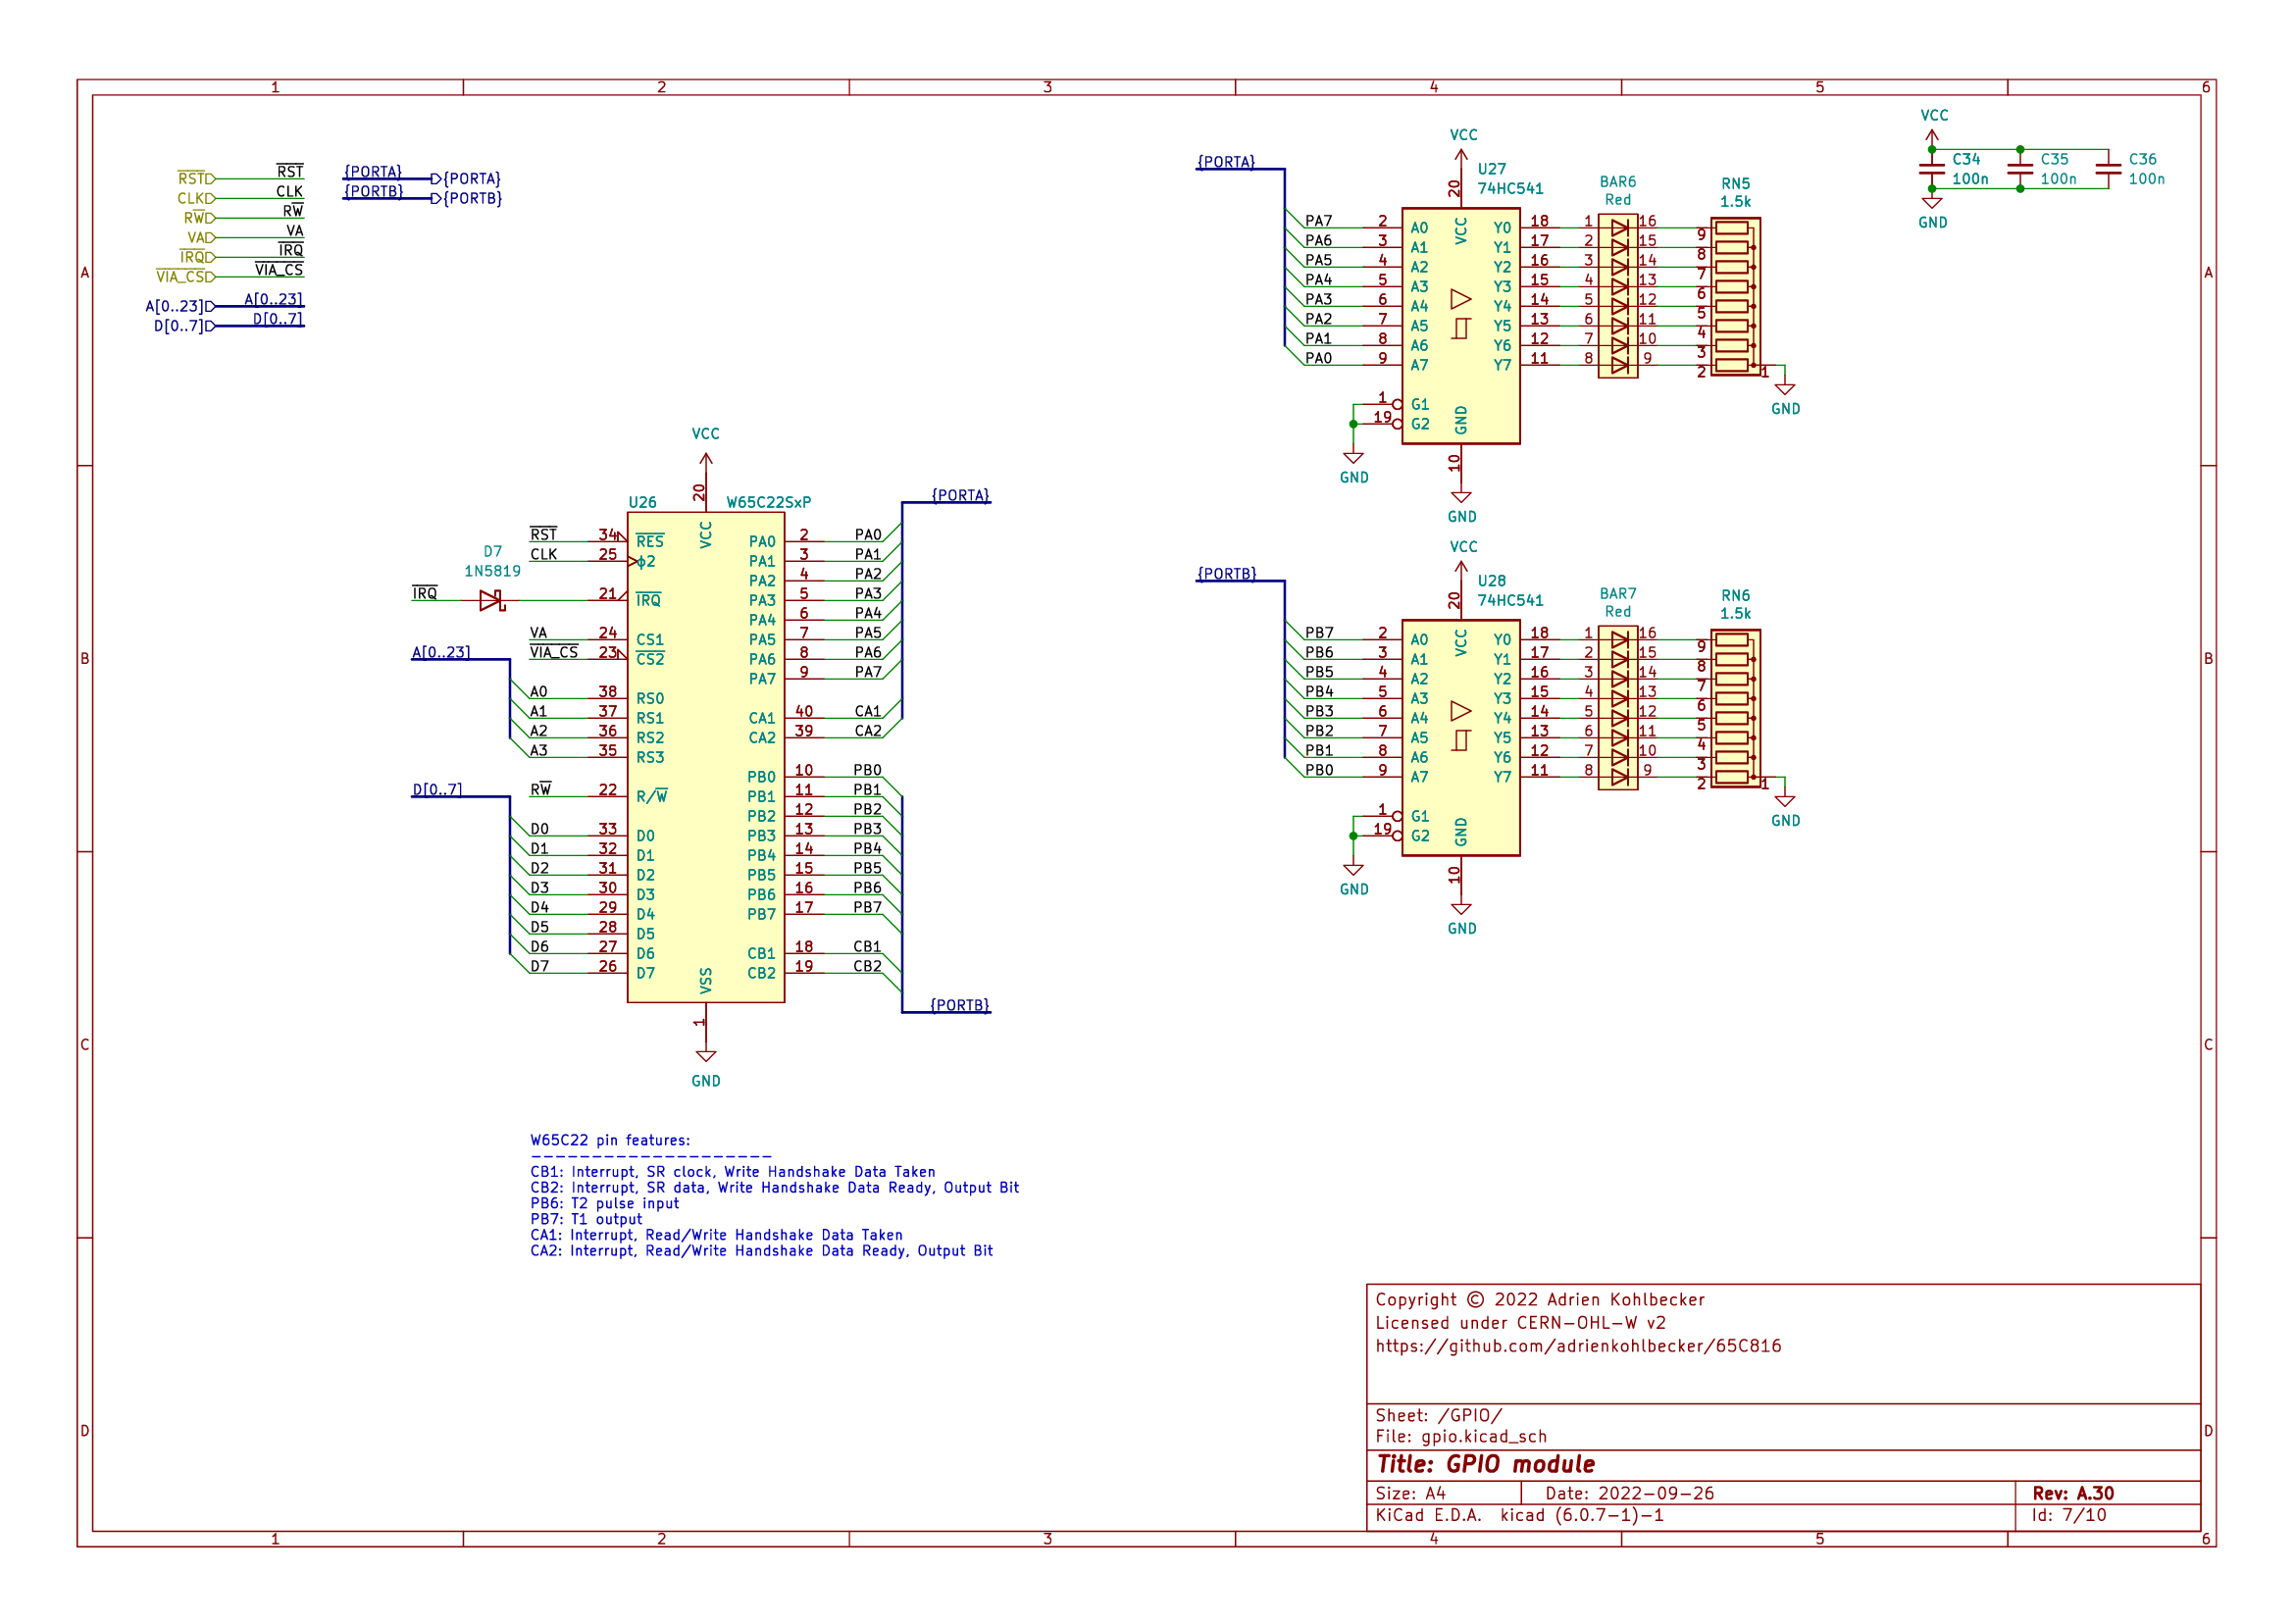 1 2 3 4 5 6
A
B
C
D
A
B
C
D
1 2 3 4 5 6
RST RST
CLK CLK
RW RW
VA VA
IRQ IRQ
VIA_CS VIA_CS
A[0..23] A[0..23]
D[0..7] D[0..7]
{PORTA} {PORTA}
{PORTB} {PORTB}
VCC
20
U26 W65C22SxP
VCC
RST 34 RES
CLK 25 ϕ2
D7
1N5819
IRQ 21 IRQ
VA 24 CS1
VIA_CS 23 CS2
A[0..23]
A0 38 RS0
A1 37 RS1
A2 36 RS2
A3 35 RS3
RW 22 R/W
D[0..7]
D0 33 D0
D1 32 D1
D2 31 D2
D3 30 D3
D4 29 D4
D5 28 D5
D6 27 D6
D7 26 D7
VSS
1
GND
{PORTA}
PA0 2 PA0
PA1 3 PA1
PA2 4 PA2
PA3 5 PA3
PA4 6 PA4
PA5 7 PA5
PA6 8 PA6
PA7 9 PA7
CA1 40 CA1
CA2 39 CA2
PB0 10 PB0
PB1 11 PB1
PB2 12 PB2
PB3 13 PB3
PB4 14 PB4
PB5 15 PB5
PB6 16 PB6
PB7 17 PB7
CB1 18 CB1
CB2 19 CB2
{PORTB}
{PORTA}
VCC
20
U27
74HC541
VCC
BAR6
Red
RN5
1.5k
PA7 2 A0 Y0 18 1 16 9
PA6 3 A1 Y1 17 2 15 8
PA5 4 A2 Y2 16 3 14 7
PA4 5 A3 Y3 15 4 13 6
PA3 6 A4 Y4 14 5 12 5
PA2 7 A5 Y5 13 6 11 4
PA1 8 A6 Y6 12 7 10 3
PA0 9 A7 Y7 11 8 9 2 1
GND
1 G1
19 G2
GND
GND
10
GND
{PORTB}
VCC
20
U28
74HC541
VCC
BAR7
Red
RN6
1.5k
PB7 2 A0 Y0 18 1 16 9
PB6 3 A1 Y1 17 2 15 8
PB5 4 A2 Y2 16 3 14 7
PB4 5 A3 Y3 15 4 13 6
PB3 6 A4 Y4 14 5 12 5
PB2 7 A5 Y5 13 6 11 4
PB1 8 A6 Y6 12 7 10 3
PB0 9 A7 Y7 11 8 9 2 1
GND
1 G1
19 G2
GND
GND
10
GND
VCC
C34 C35 C36
100n 100n 100n
GND
W65C22 pin features:
--------------------
CB1: Interrupt, SR clock, Write Handshake Data Taken
CB2: Interrupt, SR data, Write Handshake Data Ready, Output Bit
PB6: T2 pulse input
PB7: T1 output
CA1: Interrupt, Read/Write Handshake Data Taken
CA2: Interrupt, Read/Write Handshake Data Ready, Output Bit
Copyright © 2022 Adrien Kohlbecker
Licensed under CERN-OHL-W v2
https://github.com/adrienkohlbecker/65C816
Sheet: /GPIO/
File: gpio.kicad_sch
Title: GPIO module
Size: A4 Date: 2022-09-26 Rev: A.30
KiCad E.D.A. kicad (6.0.7-1)-1 Id: 7/10